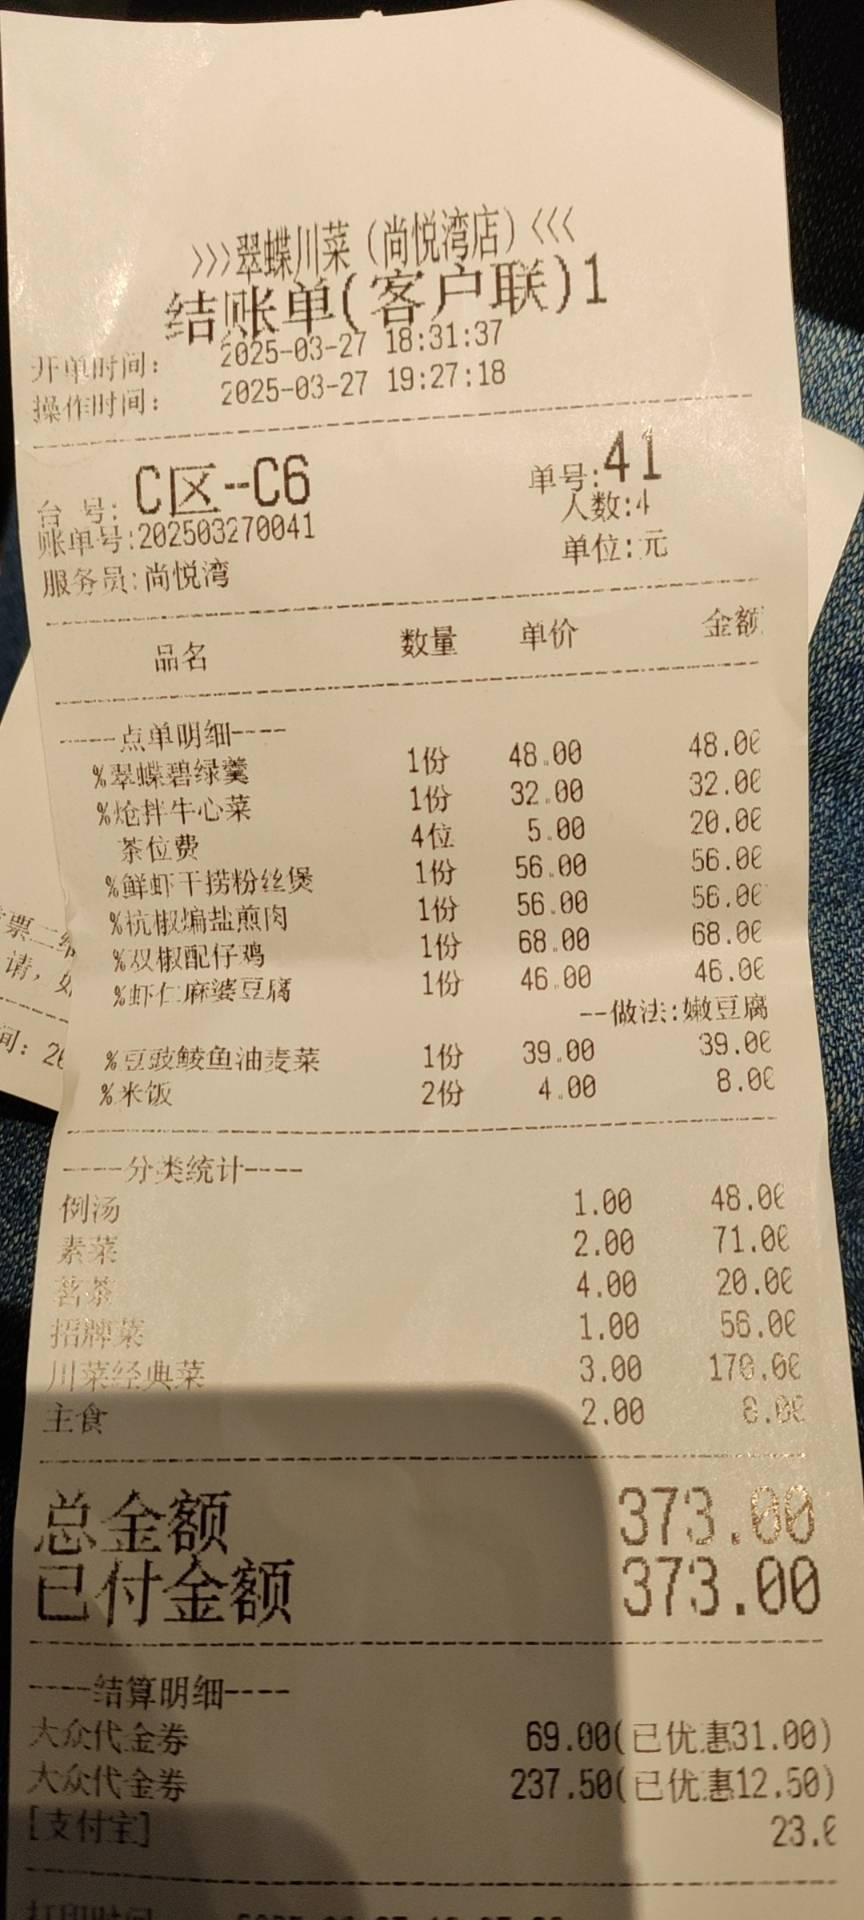 >>>翠蝶川菜(尚悦湾店)<<<
结账单(客户联)1
开单时间: 2025-03-27 18:31:37
操作时间: 2025-03-27 19:27:18
台 号: C区--C6 单号:41
人数:4
账单号:202503270041
单位:元
服务员:尚悦湾
品名 数量 单价 金额
----点单明细----
%翠蝶碧绿羹 1份 48.00 48.00
%炝拌牛心菜 1份 32.00 32.00
茶位费 4位 5.00 20.00
%鲜虾干捞粉丝煲 1份 56.00 56.00
%杭椒煸盐煎肉 1份 56.00 56.00
%双椒配仔鸡 1份 68.00 68.00
%虾仁麻婆豆腐 1份 46.00 46.00
--做法:嫩豆腐
%豆豉鲮鱼油麦菜 1份 39.00 39.00
%米饭 2份 4.00 8.00
----分类统计----
例汤 1.00 48.00
素菜 2.00 71.00
茗茶 4.00 20.00
招牌菜 1.00 56.00
川菜经典菜 3.00 170.00
主食 2.00 8.00
总金额 373.00
已付金额 373.00
----结算明细----
大众代金券 69.00(已优惠31.00)
大众代金券 237.50(已优惠12.50)
[支付宝] 23.0